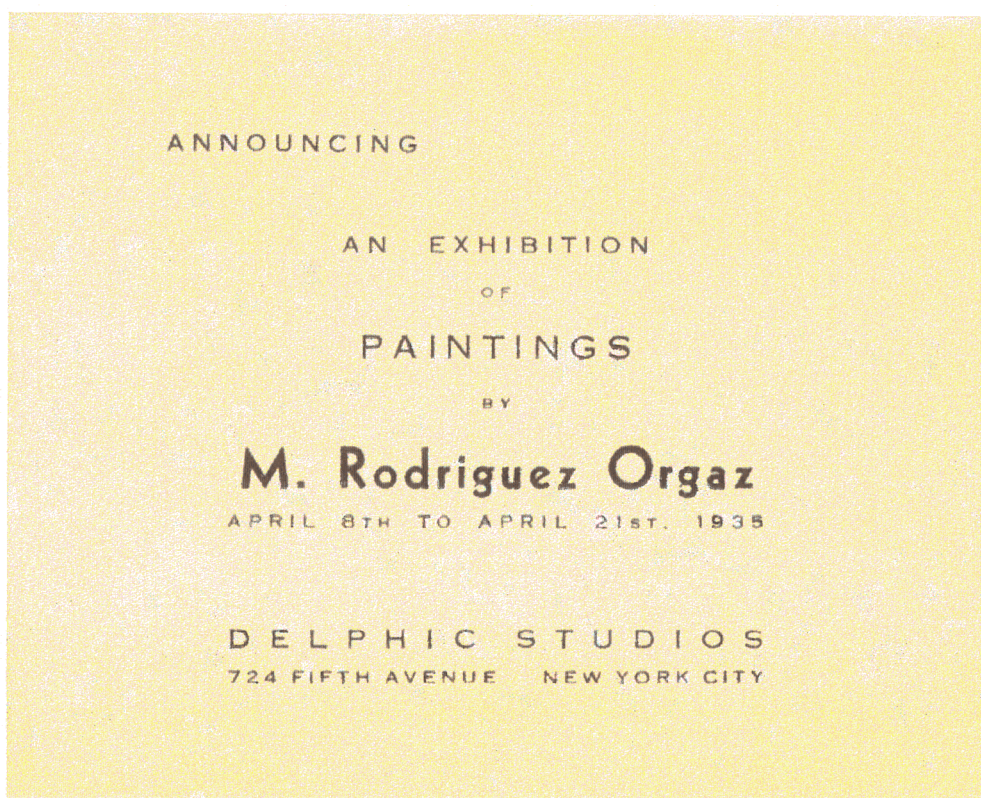 ANNOUNCING
AN EXHIBITION
OF
PAINTINGS
BY
M. Rodriguez Orgaz
APRIL 8TH TO APRIL 21ST. 1935
DELPHIC STUDIOS
724 FIFTH AVENUE NEW YORK CITY